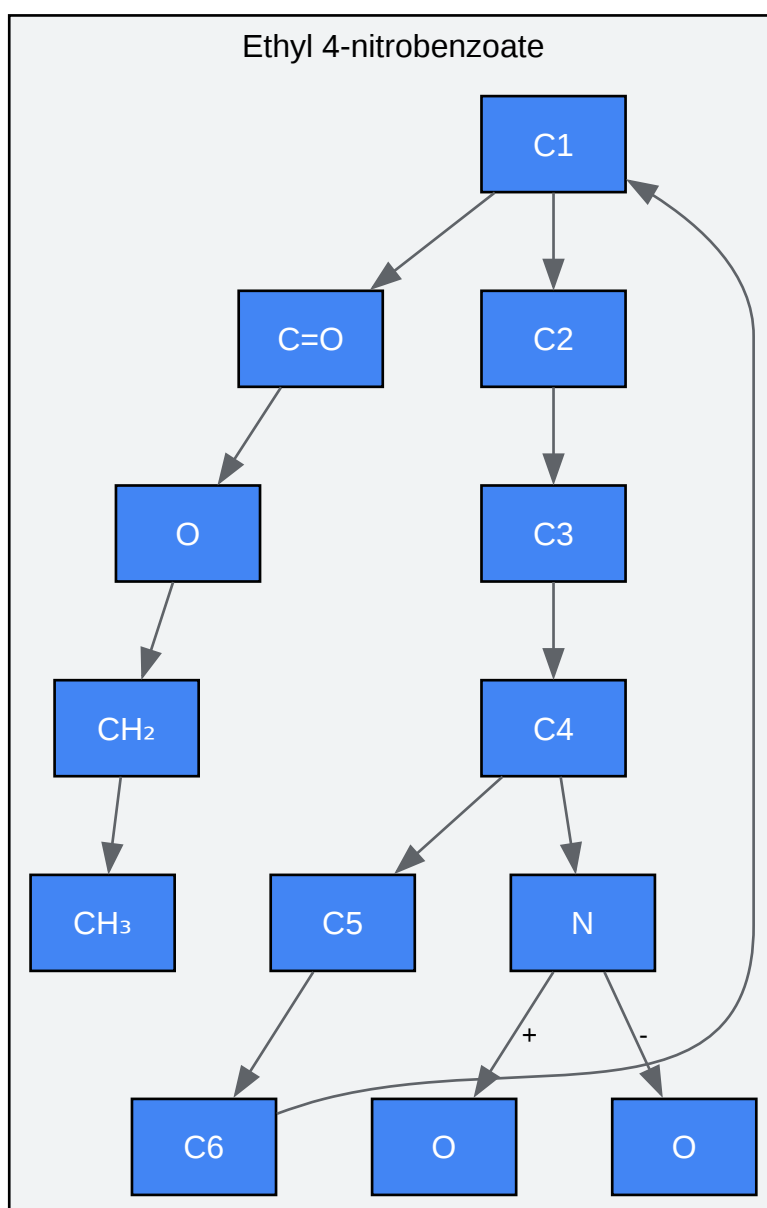 Ethyl 4-nitrobenzoate
C1
C=O
C2
O
C3
CH₂
C4
CH₃
C5
N
+
-
C6
O
O